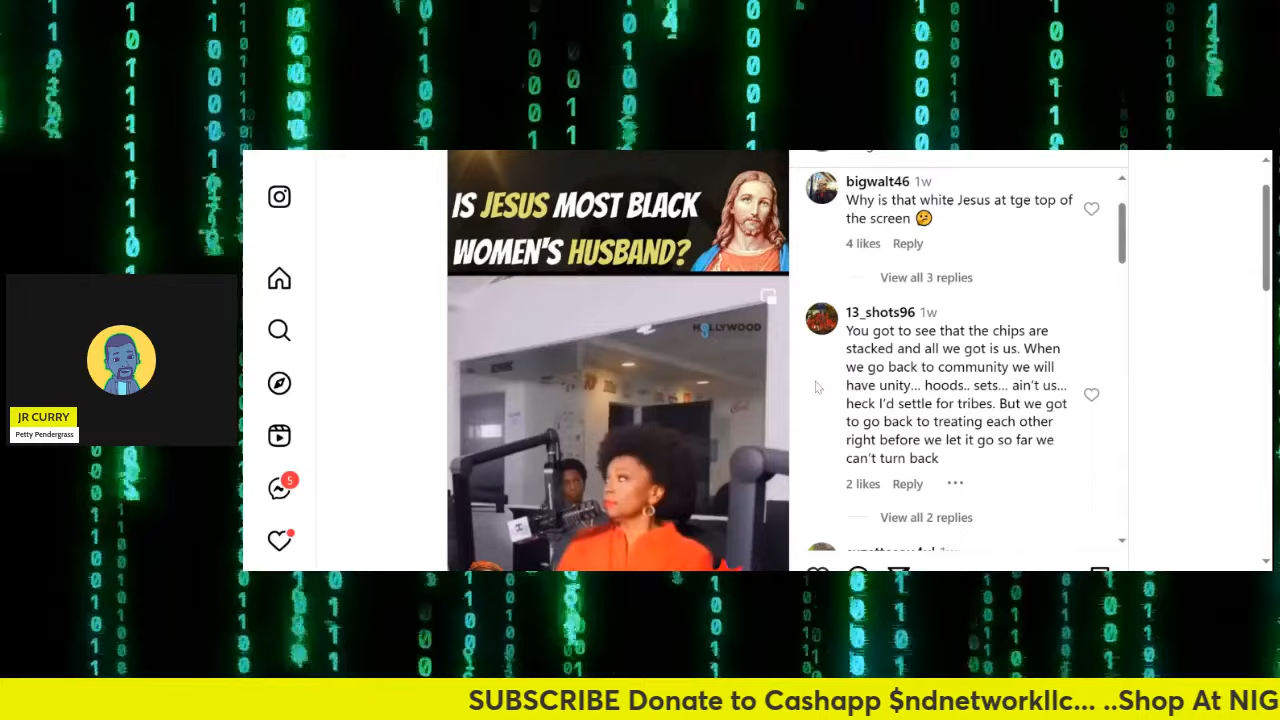 IS JESUS MOST BLACK
WOMEN'S HUSBAND?
H9LLYWOOD
bigwalt46 1w
Why is that white Jesus at tge top of
the screen 🤔
4 likes Reply
View all 3 replies
13_shots96 1w
You got to see that the chips are
stacked and all we got is us. When
we go back to community we will
have unity... hoods.. sets... ain't us...
heck I'd settle for tribes. But we got
to go back to treating each other
right before we let it go so far we
can't turn back
2 likes Reply ...
View all 2 replies
5
JR CURRY
Petty Pendergrass
SUBSCRIBE Donate to Cashapp $ndnetworkllc... ..Shop At NIG